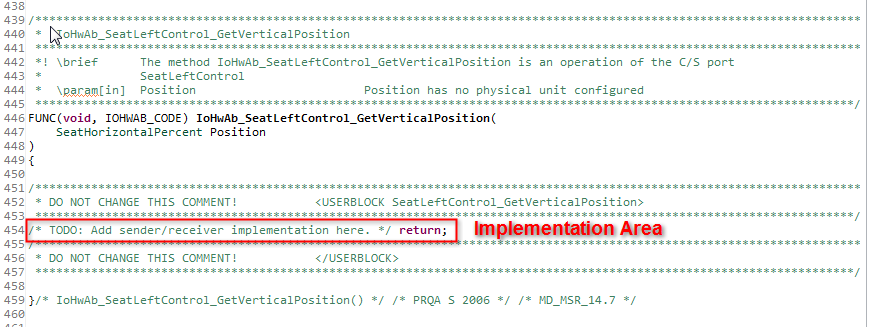 438
439 /*********************************************************************************************************************
440 * IoHwAb_SeatLeftControl_GetVerticalPosition
441 *********************************************************************************************************************
442 *! \brief The method IoHwAb_SeatLeftControl_GetVerticalPosition is an operation of the C/S port
443 * SeatLeftControl
444 * \param[in] Position Position has no physical unit configured
445 *********************************************************************************************************************/
446 FUNC(void, IOHWAB_CODE) IoHwAb_SeatLeftControl_GetVerticalPosition(
447 SeatHorizontalPercent Position
448 )
449 {
450
451 /*********************************************************************************************************************
452 * DO NOT CHANGE THIS COMMENT! <USERBLOCK SeatLeftControl_GetVerticalPosition>
453 *********************************************************************************************************************/
454 /* TODO: Add sender/receiver implementation here. */ return; Implementation Area
455 /*********************************************************************************************************************
456 * DO NOT CHANGE THIS COMMENT! </USERBLOCK>
457 *********************************************************************************************************************/
458
459 }/* IoHwAb_SeatLeftControl_GetVerticalPosition() */ /* PRQA S 2006 */ /* MD_MSR_14.7 */
460